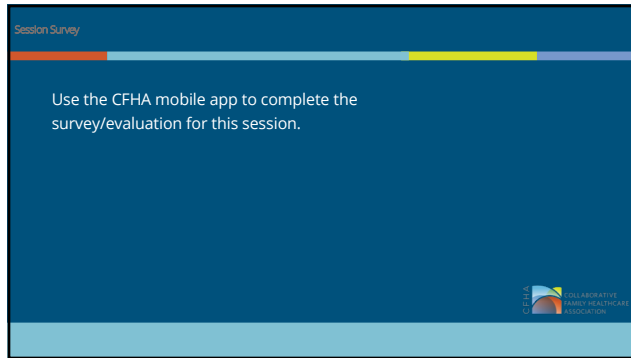 Session Survey
Use the CFHA mobile app to complete the
survey/evaluation for this session.
CFHA
COLLABORATIVE
FAMILY HEALTHCARE
ASSOCIATION